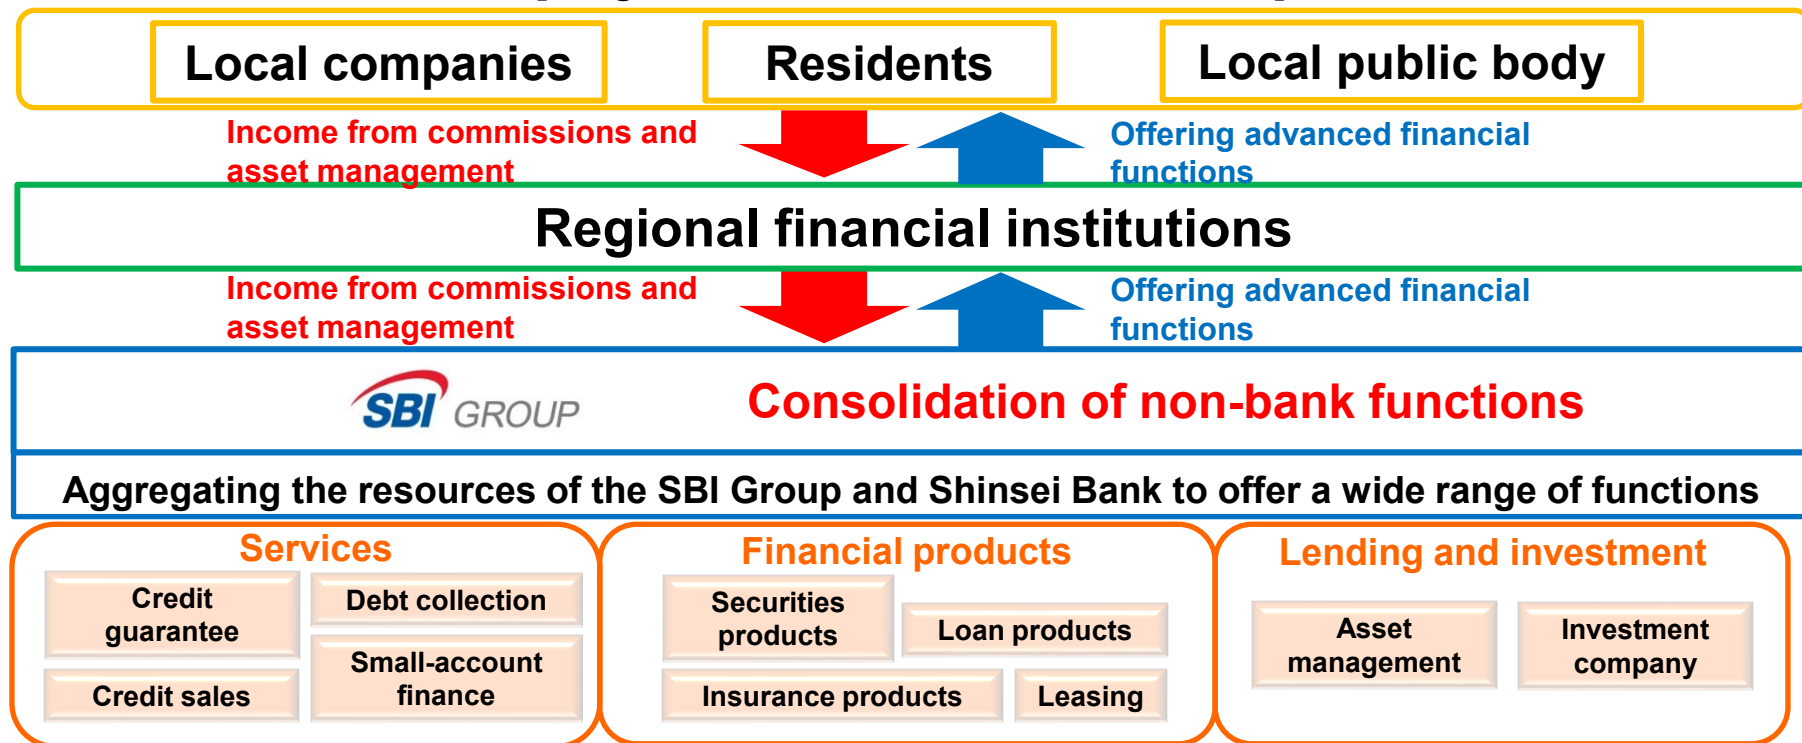 Local companies
Residents
Local public body
Income from commissions and
asset management
Offering advanced financial
functions
Regional financial institutions
Income from commissions and
asset management
Offering advanced financial
functions
SBI GROUP
Consolidation of non-bank functions
Aggregating the resources of the SBI Group and Shinsei Bank to offer a wide range of functions
Services
Credit
guarantee
Debt collection
Credit sales
Small-account
finance
Financial products
Securities
products
Loan products
Insurance products
Leasing
Lending and investment
Asset
management
Investment
company